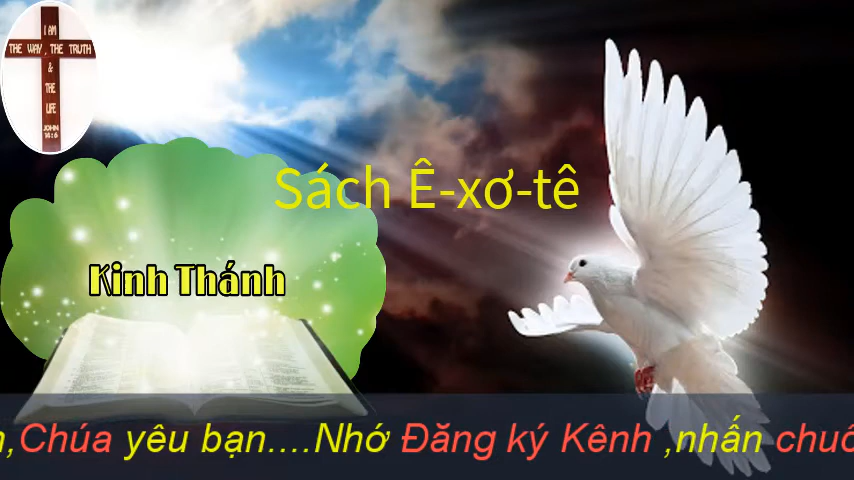 I AM
THE WAY, THE TRUTH
&
THE
LIFE
JOHN
Sách Ê-xơ-tê
Kinh Thánh
,Chúa yêu bạn....Nhớ Đăng ký Kênh ,nhấn